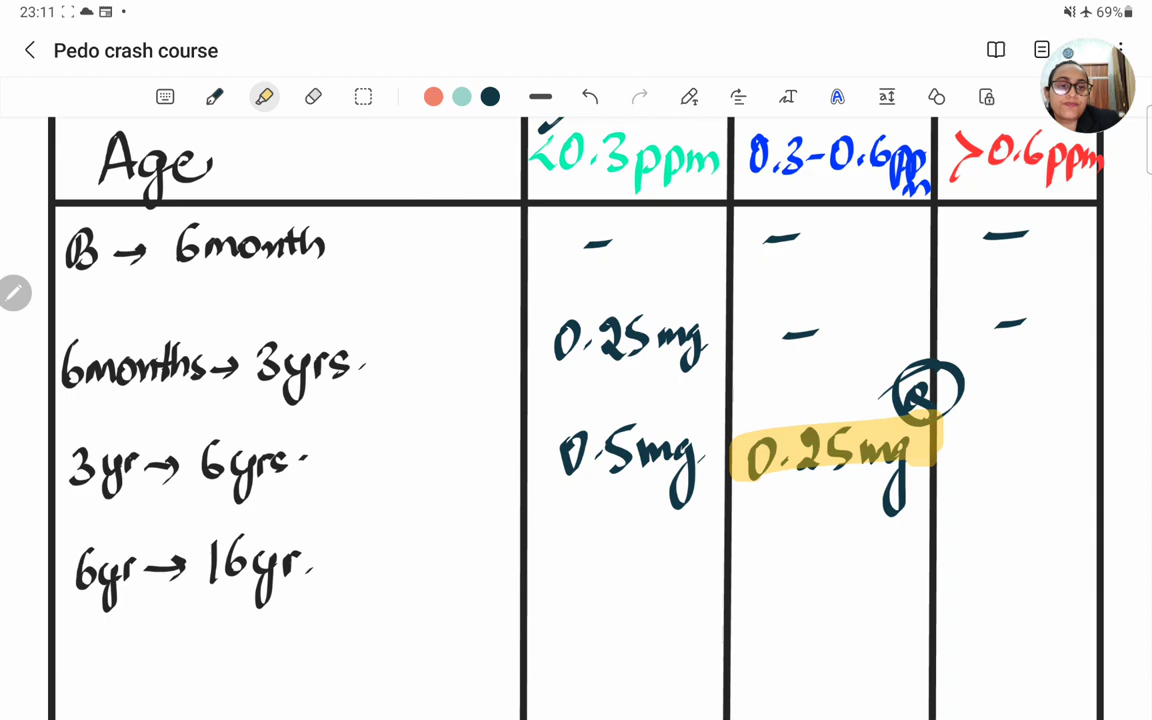 23:11 69%
Pedo crash course
Age <0.3ppm 0.3-0.6ppm >0.6ppm
B → 6month - - -
6months → 3yrs. 0.25mg - -
3yr → 6yrs. 0.5mg 0.25mg
6yr → 16yr.